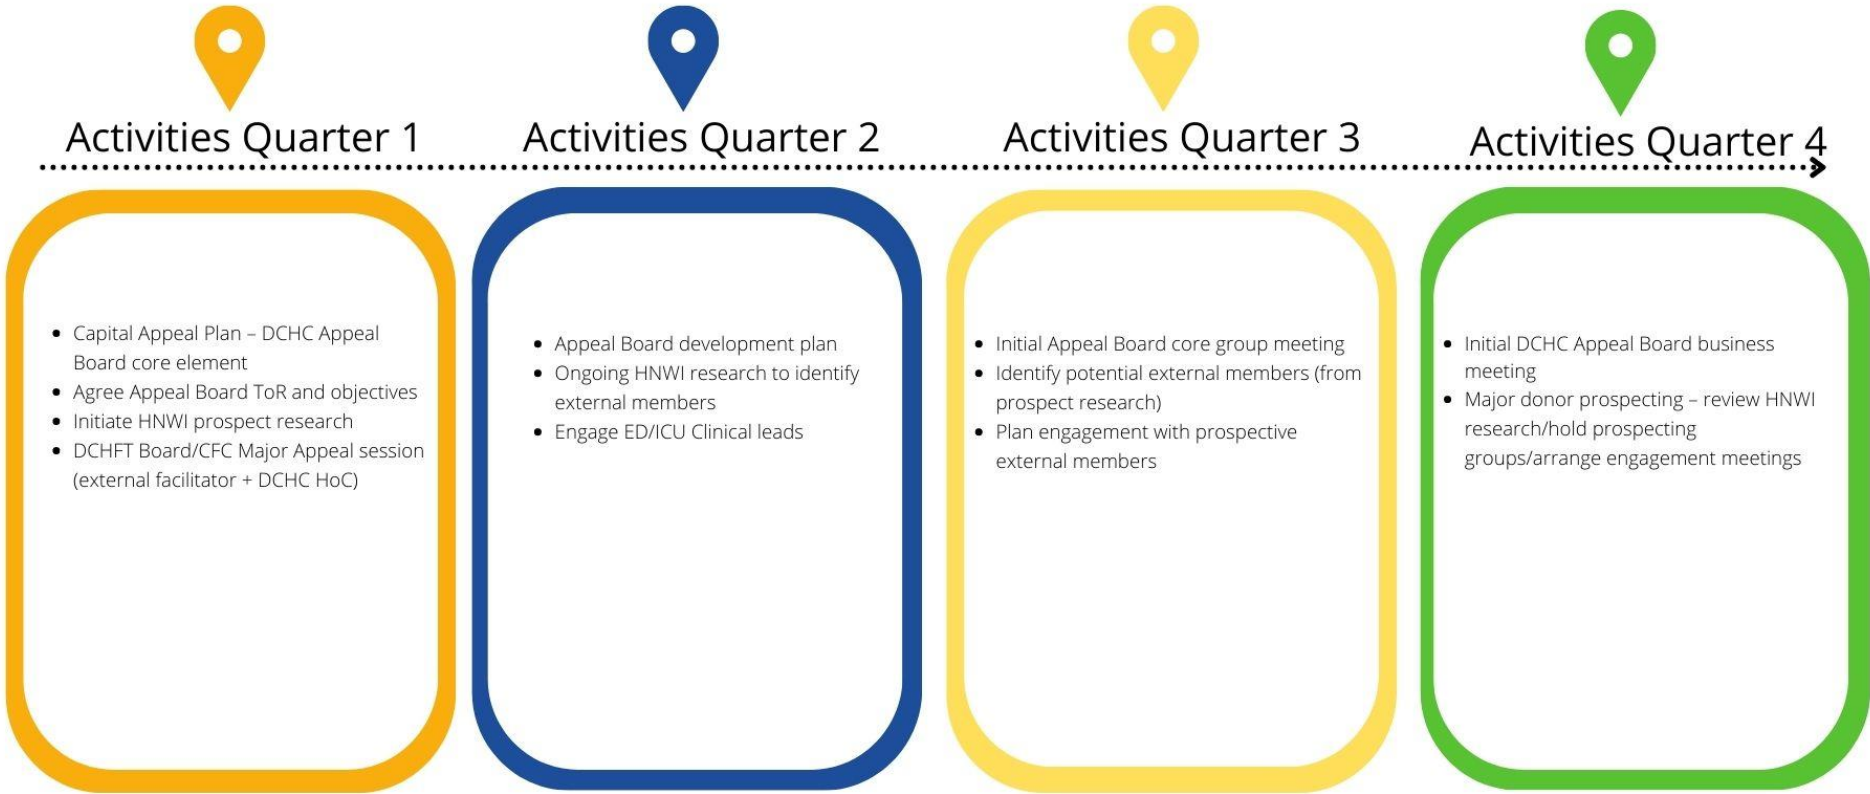 Activities Quarter 1
Activities Quarter 2
Activities Quarter 3
Activities Quarter 4
• Capital Appeal Plan – DCHC Appeal
Board core element
• Agree Appeal Board ToR and objectives
• Initiate HNWI prospect research
• DCHFT Board/CFC Major Appeal session
(external facilitator + DCHC HoC)
• Appeal Board development plan
• Ongoing HNWI research to identify
external members
• Engage ED/ICU Clinical leads
• Initial Appeal Board core group meeting
• Identify potential external members (from
prospect research)
• Plan engagement with prospective
external members
• Initial DCHC Appeal Board business
meeting
• Major donor prospecting – review HNWI
research/hold prospecting
groups/arrange engagement meetings